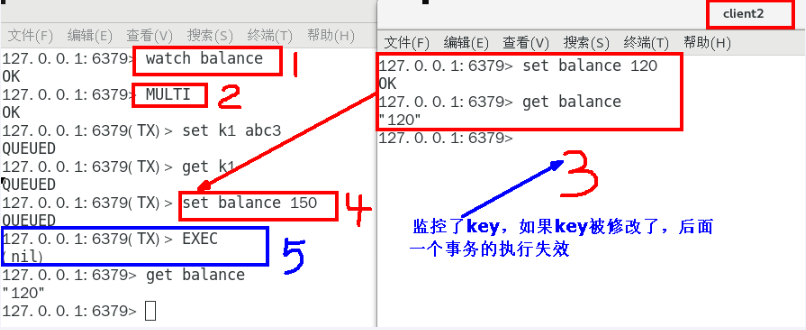 client2
文件(F) 编辑(E) 查看(V) 搜索(S) 终端(T) 帮助(H)
127.0.0.1:6379> watch balance
1
OK
127.0.0.1:6379> MULTI
2
OK
127.0.0.1:6379(TX)> set k1 abc3
QUEUED
127.0.0.1:6379(TX)> get k1
QUEUED
127.0.0.1:6379(TX)> set balance 150
4
QUEUED
127.0.0.1:6379(TX)> EXEC
(nil)
5
127.0.0.1:6379> get balance
"120"
127.0.0.1:6379>
文件(F) 编辑(E) 查看(V) 搜索(S) 终端(T) 帮助(H)
127.0.0.1:6379> set balance 120
OK
127.0.0.1:6379> get balance
"120"
127.0.0.1:6379>
3
监控了key，如果key被修改了，后面
一个事务的执行失效